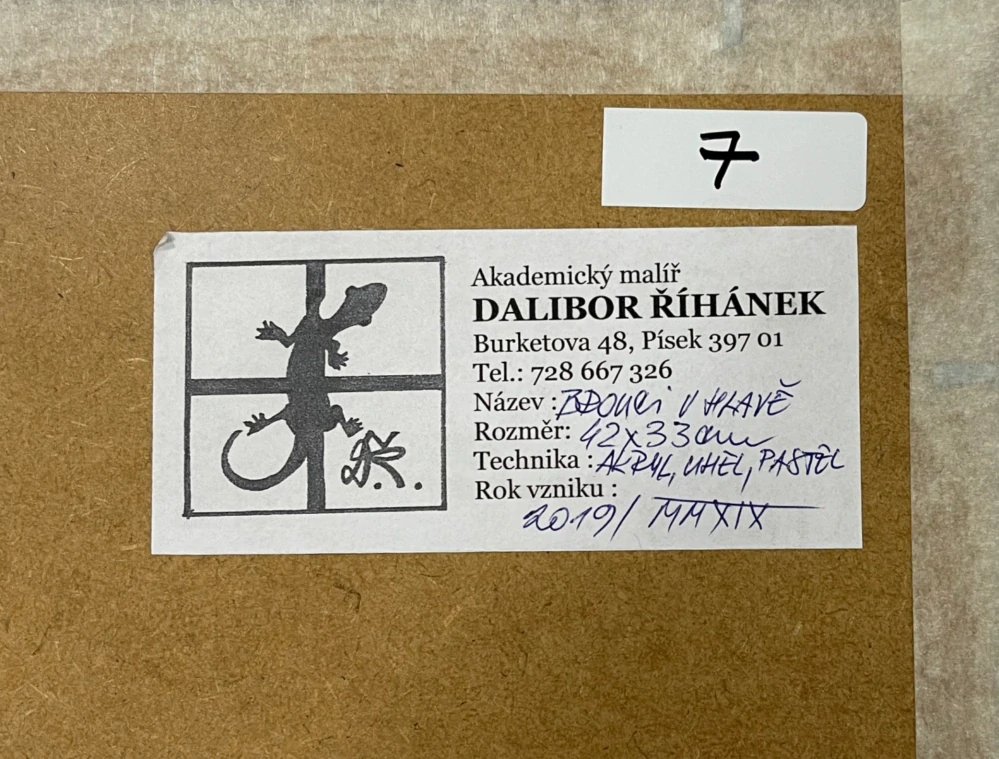 7
Akademický malíř
DALIBOR ŘÍHÁNEK
Burketova 48, Písek 397 01
Tel.: 728 667 326
Název : BROUCI V HLAVĚ
Rozměr: 42x33cm
Technika : AKRYL, UHEL, PASTEL
Rok vzniku :
2019/ MMXIX
D.Ř.